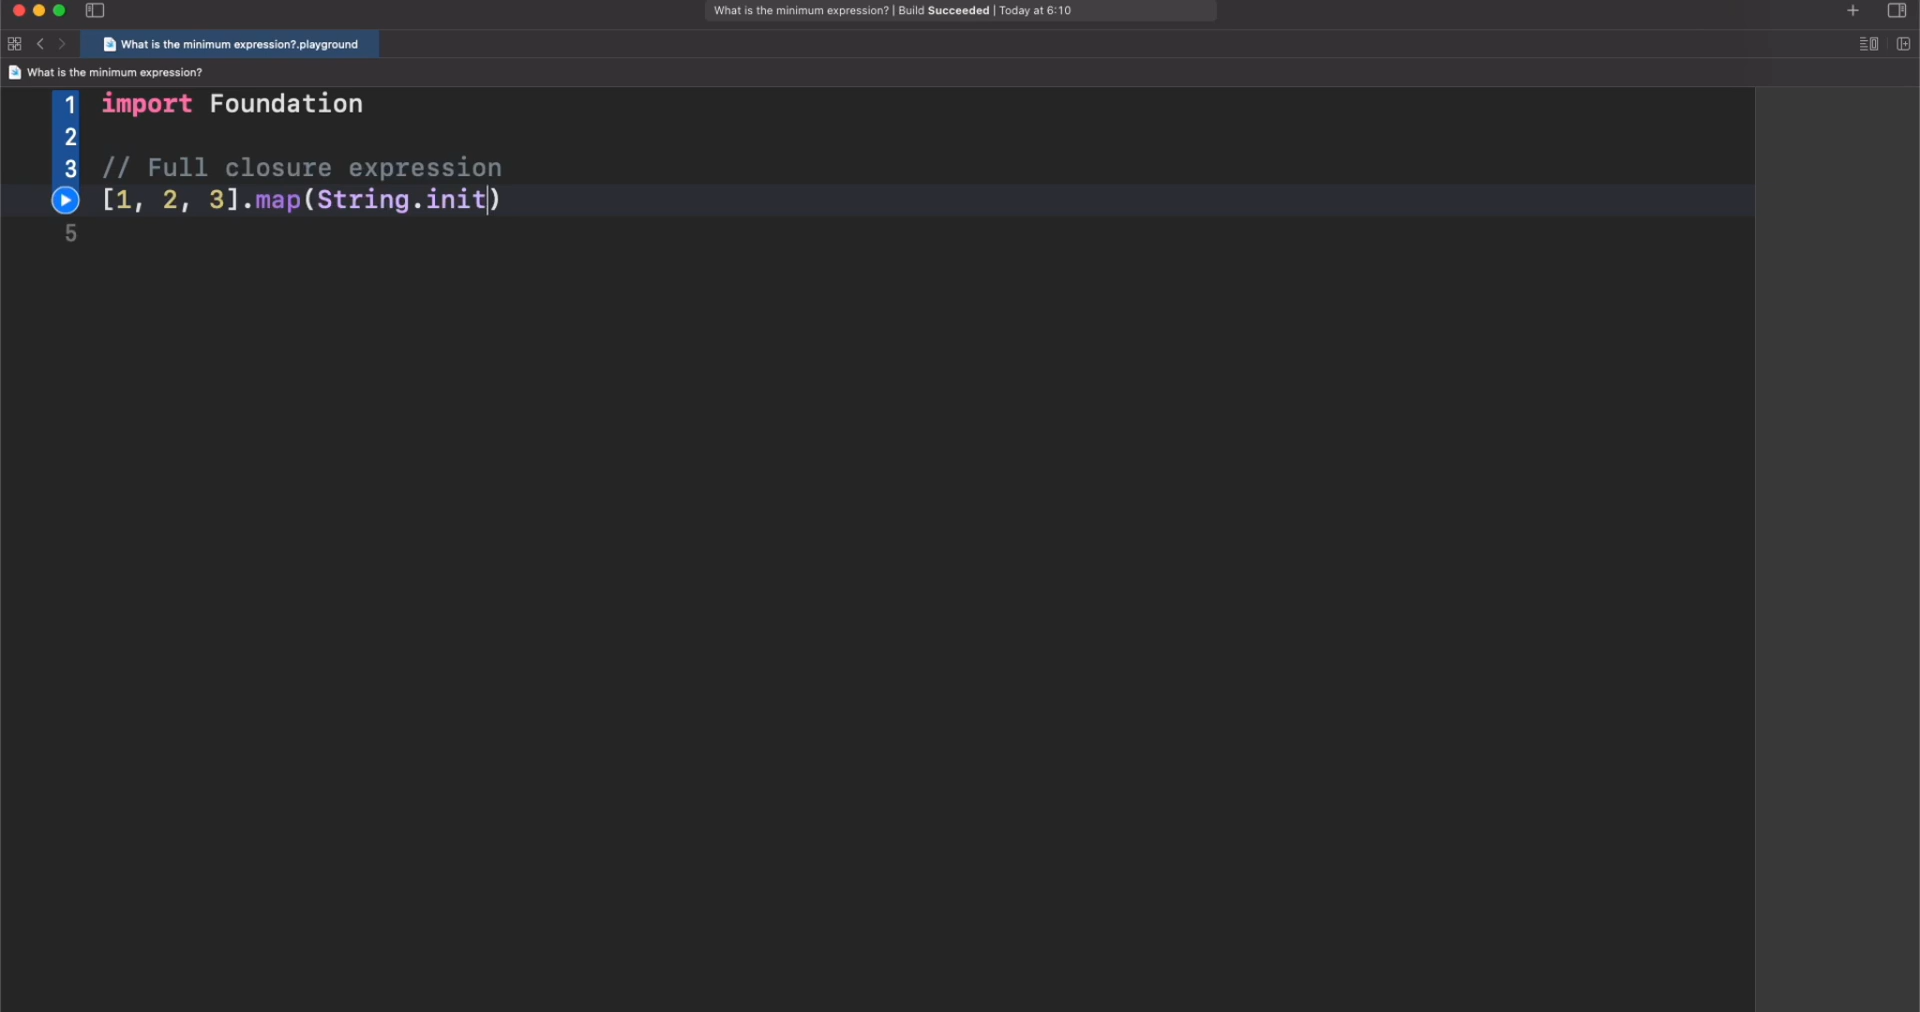 What is the minimum expression? | Build Succeeded | Today at 6:10
What is the minimum expression?.playground
What is the minimum expression?
1 import Foundation
2
3 // Full closure expression
[1, 2, 3].map(String.init)
5